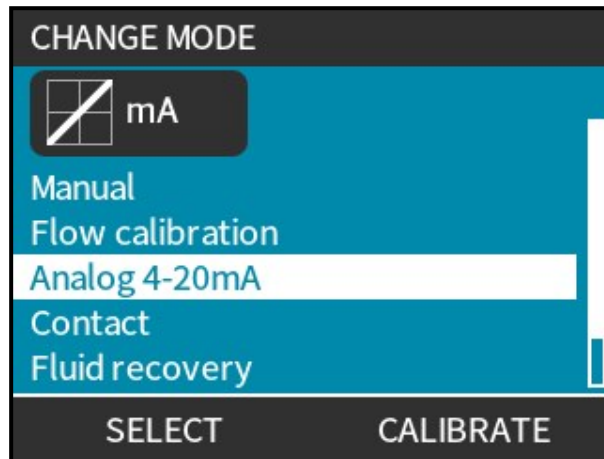 CHANGE MODE
mA
Manual
Flow calibration
Analog 4-20mA
Contact
Fluid recovery
SELECT CALIBRATE